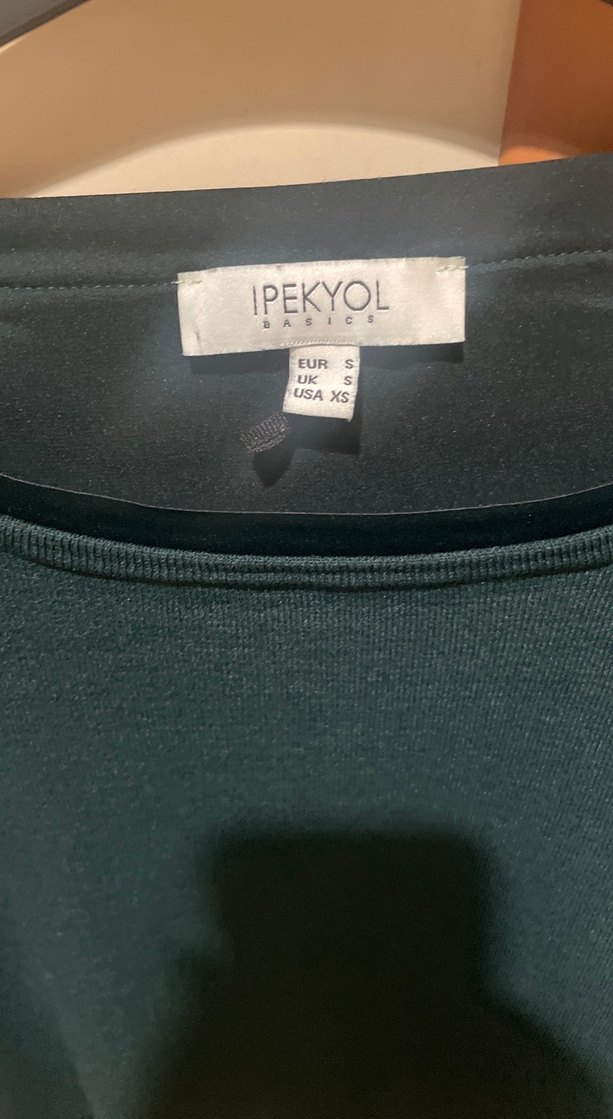 IPEKYOL
BASICS
EUR S
UK S
USA XS